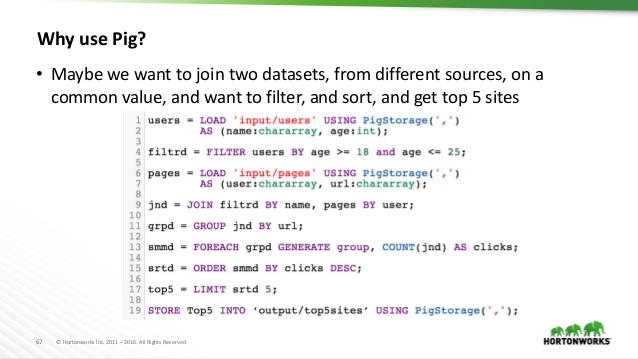 Why use Pig?
• Maybe we want to join two datasets, from different sources, on a
common value, and want to filter, and sort, and get top 5 sites
1 users = LOAD 'input/users' USING PigStorage(',')
2 AS (name:chararray, age:int);
3
4 filtrd = FILTER users BY age >= 18 and age <= 25;
5
6 pages = LOAD 'input/pages' USING PigStorage(',')
7 AS (user:chararray, url:chararray);
8
9 jnd = JOIN filtrd BY name, pages BY user;
10
11 grpd = GROUP jnd BY url;
12
13 smmd = FOREACH grpd GENERATE group, COUNT(jnd) AS clicks;
14
15 srtd = ORDER smmd BY clicks DESC;
16
17 top5 = LIMIT srtd 5;
18
19 STORE Top5 INTO ‘output/top5sites’ USING PigStorage(',');
67 © Hortonworks Inc. 2011 – 2016. All Rights Reserved
HORTONWORKS